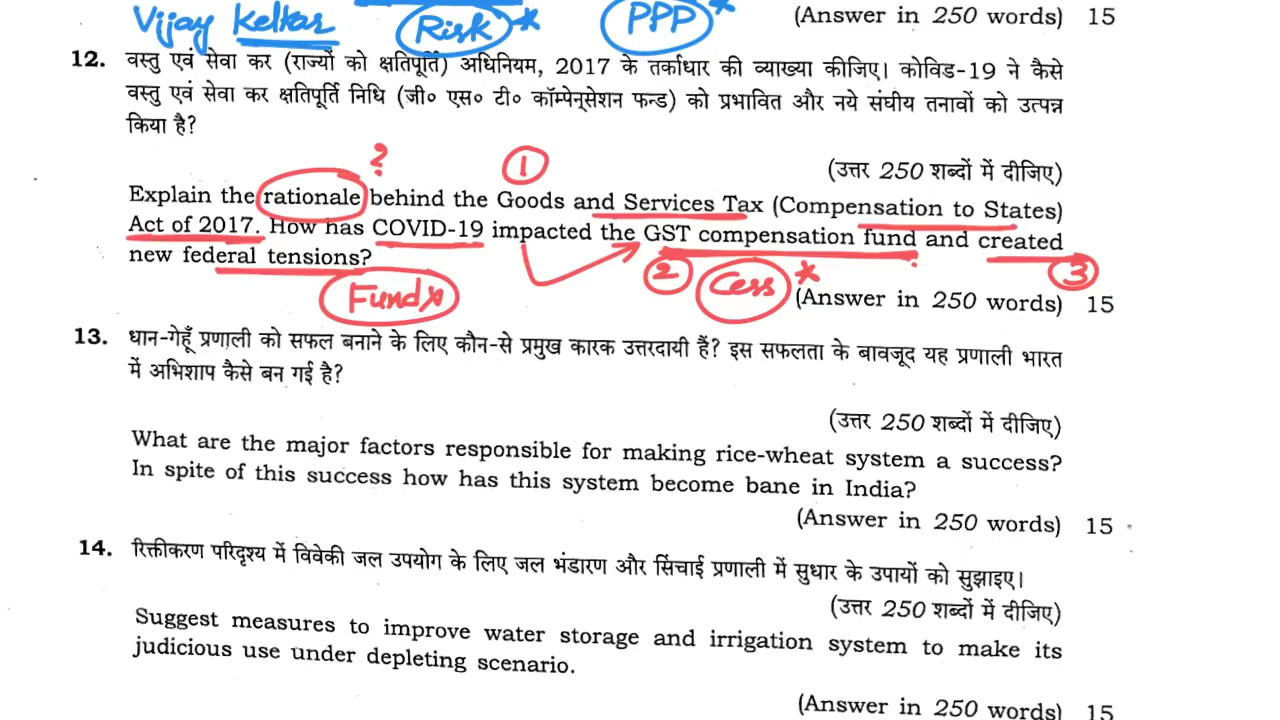 Vijay Kelkar Risk * PPP *
(Answer in 250 words) 15
12. वस्तु एवं सेवा कर (राज्यों को क्षतिपूर्ति) अधिनियम, 2017 के तर्काधार की व्याख्या कीजिए। कोविड-19 ने कैसे
वस्तु एवं सेवा कर क्षतिपूर्ति निधि (जी० एस० टी० कॉम्पेन्सेशन फन्ड) को प्रभावित और नये संघीय तनावों को उत्पन्न
किया है?
(उत्तर 250 शब्दों में दीजिए)
? 1
Explain the rationale behind the Goods and Services Tax (Compensation to States)
Act of 2017. How has COVID-19 impacted the GST compensation fund and created
new federal tensions?
2 Cess * 3
Fund *
(Answer in 250 words) 15
13. धान-गेहूँ प्रणाली को सफल बनाने के लिए कौन-से प्रमुख कारक उत्तरदायी हैं? इस सफलता के बावजूद यह प्रणाली भारत
में अभिशाप कैसे बन गई है?
(उत्तर 250 शब्दों में दीजिए)
What are the major factors responsible for making rice-wheat system a success?
In spite of this success how has this system become bane in India?
(Answer in 250 words) 15
14. रिक्तीकरण परिदृश्य में विवेकी जल उपयोग के लिए जल भंडारण और सिंचाई प्रणाली में सुधार के उपायों को सुझाइए।
(उत्तर 250 शब्दों में दीजिए)
Suggest measures to improve water storage and irrigation system to make its
judicious use under depleting scenario.
(Answer in 250 words) 15